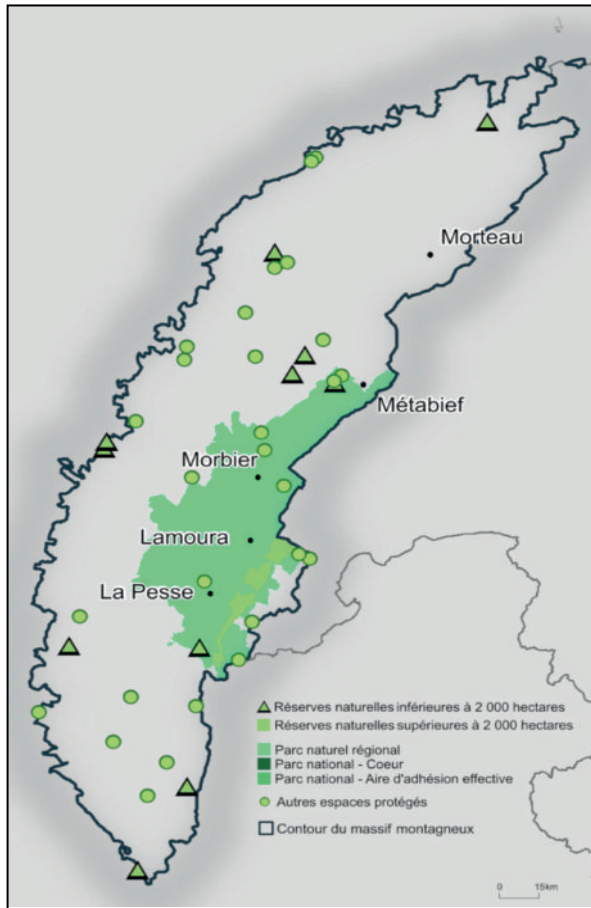 Morteau
Métabief
Morbier
Lamoura
La Pesse
Réserves naturelles inférieures à 2 000 hectares
Réserves naturelles supérieures à 2 000 hectares
Parc naturel régional
Parc national - Coeur
Parc national - Aire d'adhésion effective
Autres espaces protégés
Contour du massif montagneux
0 15km